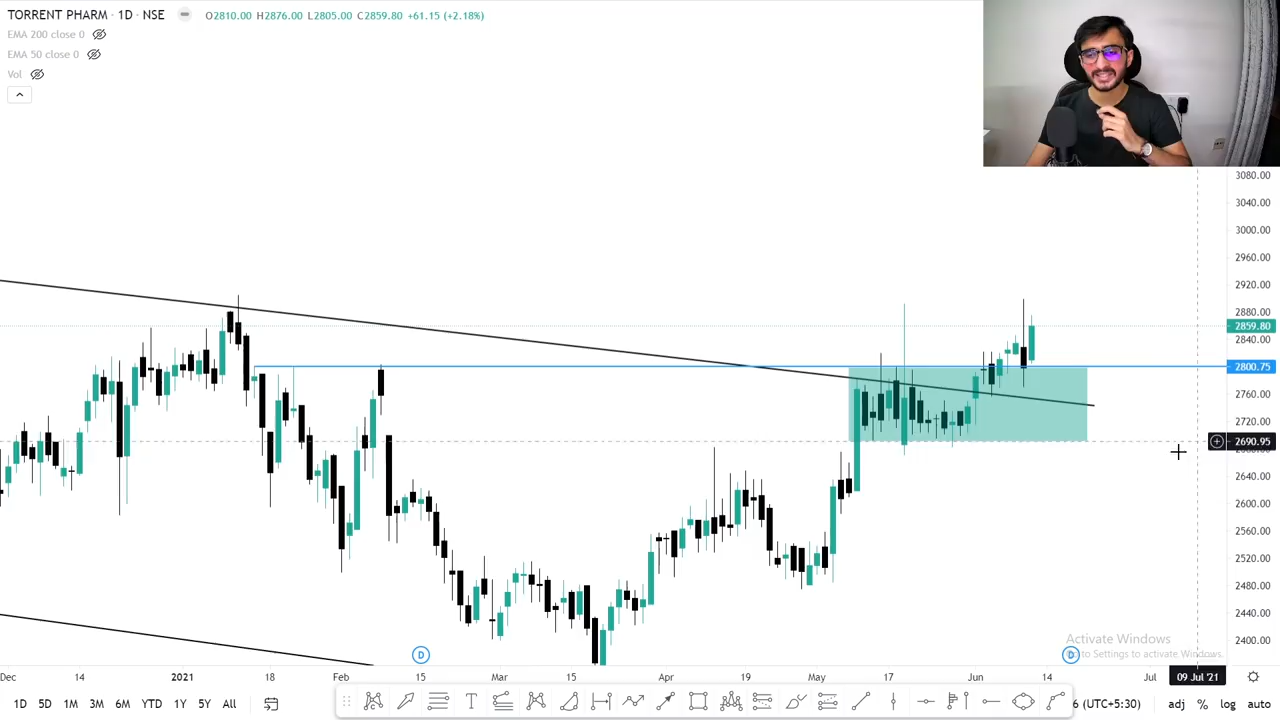 TORRENT PHARM · 1D · NSE O2810.00 H2876.00 L2805.00 C2859.80 +61.15 (+2.18%)
EMA 200 close 0
EMA 50 close 0
Vol
3080.00
3040.00
3000.00
2960.00
2920.00
2880.00
2859.80
2840.00
2800.75
2760.00
2720.00
2690.95
2640.00
2600.00
2560.00
2520.00
2480.00
2440.00
2400.00
Activate Windows
to Settings to activate Windows.
D D
Dec 14 2021 18 Feb 15 Mar 15 Apr 19 May 17 Jun 14 Jul 09 Jul '21
1D 5D 1M 3M 6M YTD 1Y 5Y All T 6 (UTC+5:30) adj % log auto